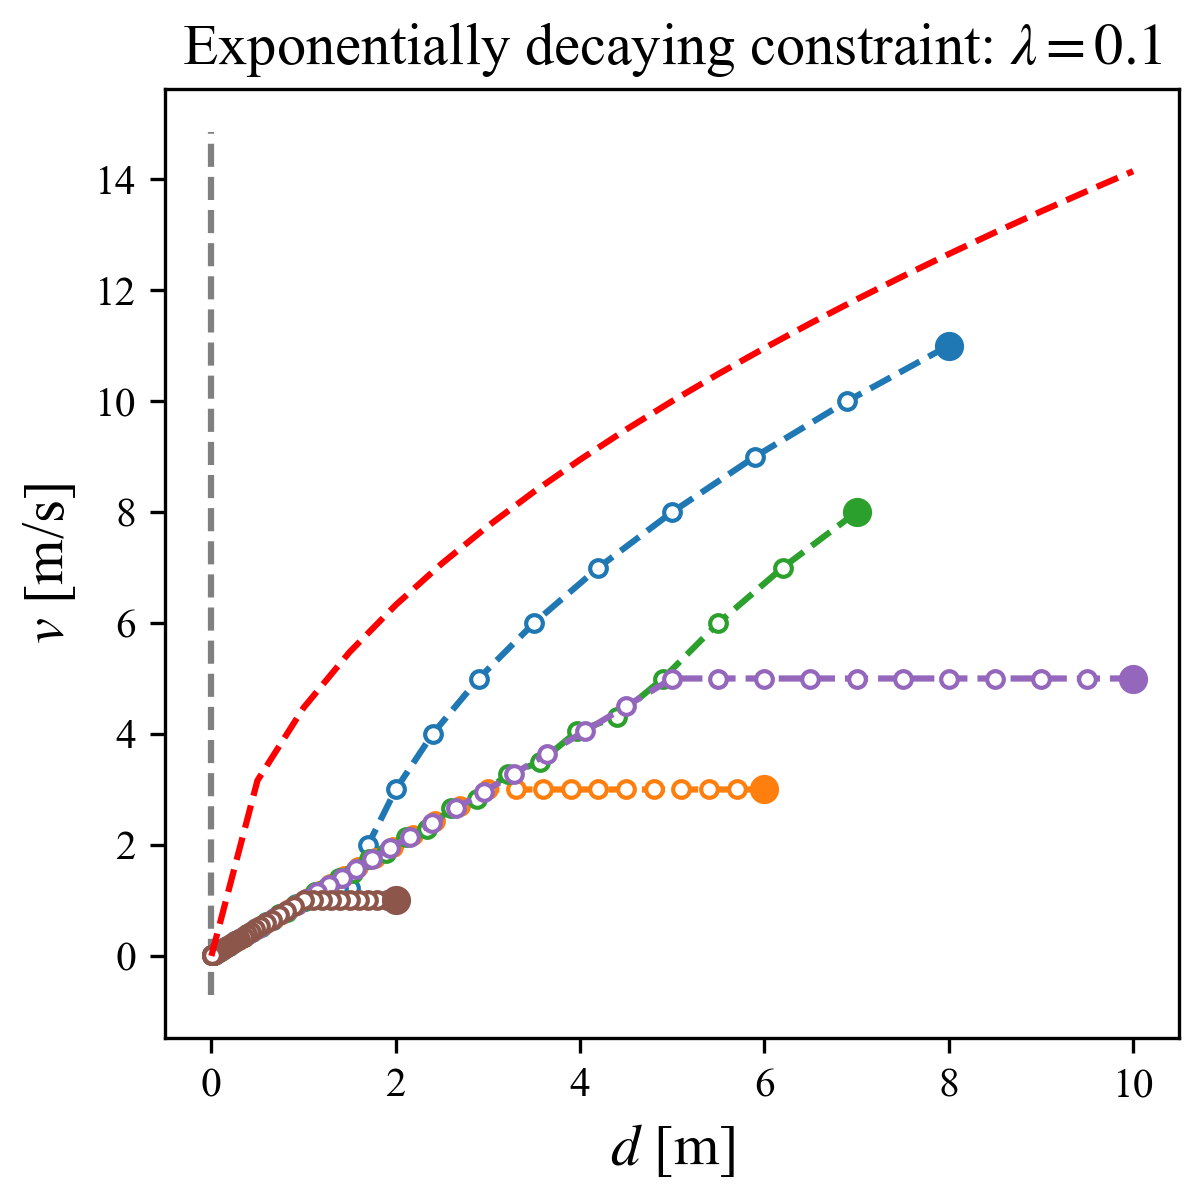 Exponentially decaying constraint: λ = 0.1
v [m/s]
14
12
10
8
6
4
2
0
0 2 4 6 8 10
d [m]